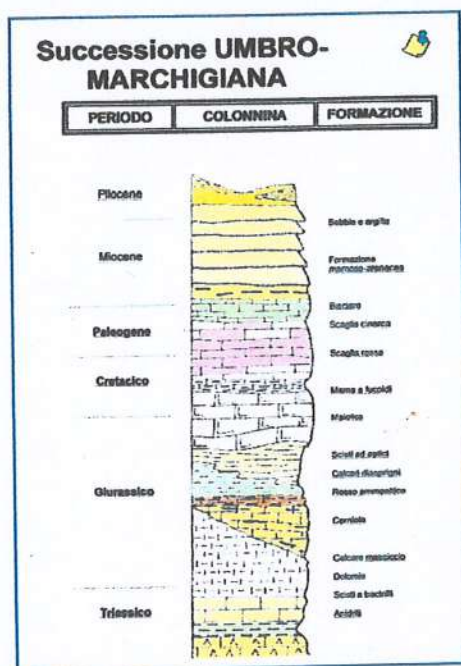 Successione UMBRO-
MARCHIGIANA
PERIODO COLONNINA FORMAZIONE
Pliocene
Sabbie e argille
Miocene
Formazione
marnoso-arenacea
Bisciaro
Scaglia cinerea
Paleogene
Scaglia rossa
Cretacico
Marne a fucoidi
Maiolica
Scisti ad aptici
Calcari diasprigni
Rosso ammonitico
Giurassico
Corniola
Calcare massiccio
Dolomie
Scisti a bactrilli
Triassico
Anidriti